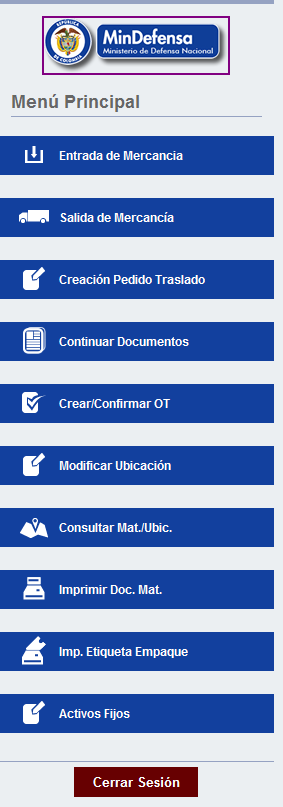 REPUBLICA
DE COLOMBIA
MinDefensa
Ministerio de Defensa Nacional
Menú Principal
Entrada de Mercancia
Salida de Mercancía
Creación Pedido Traslado
Continuar Documentos
Crear/Confirmar OT
Modificar Ubicación
Consultar Mat./Ubic.
Imprimir Doc. Mat.
Imp. Etiqueta Empaque
Activos Fijos
Cerrar Sesión